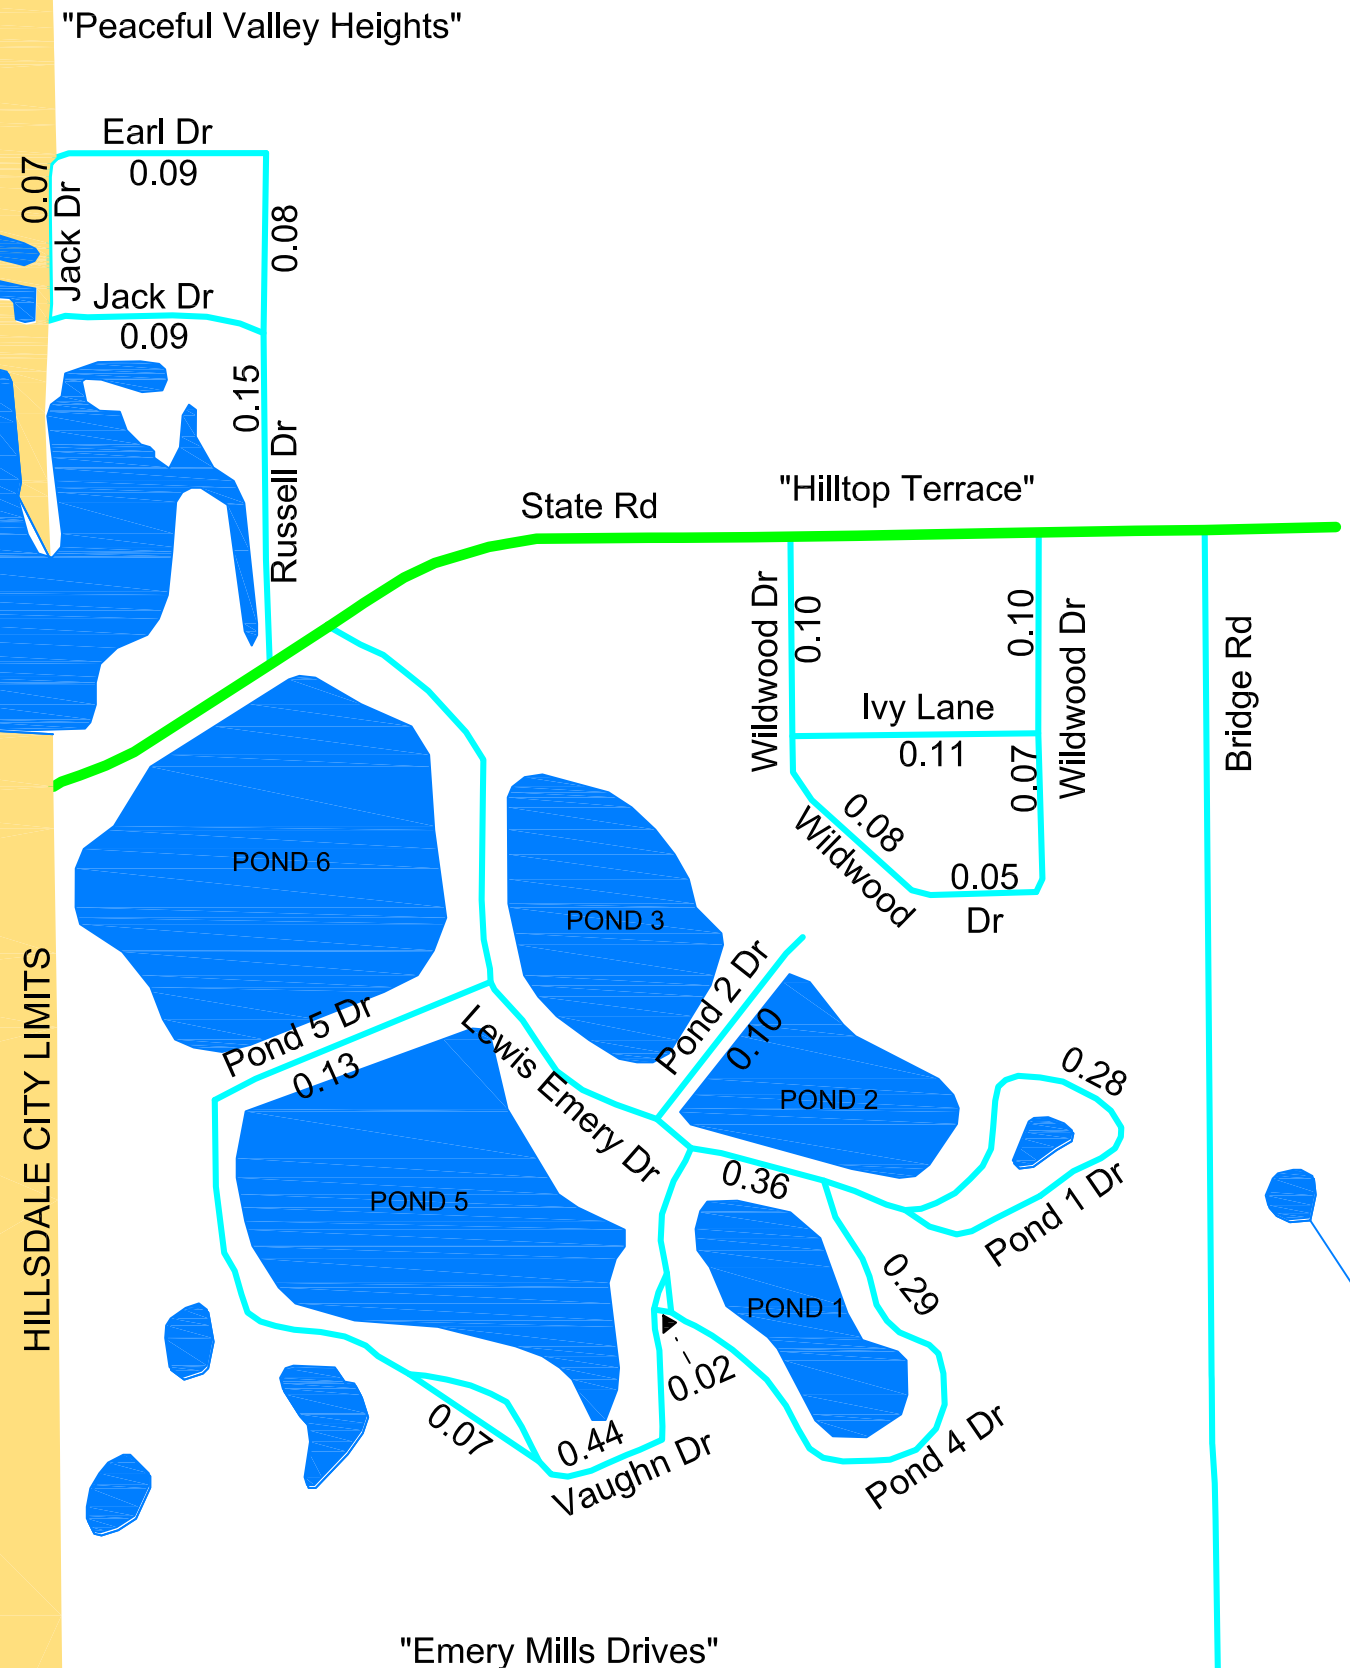 "Peaceful Valley Heights"
Earl Dr
0.09
0.07
Jack Dr
0.08
Jack Dr
0.09
0.15
Russell Dr
State Rd
"Hilltop Terrace"
Wildwood Dr
0.10
0.10
Wildwood Dr
Bridge Rd
Ivy Lane
0.11
0.07
0.08
Wildwood
0.05
Dr
POND 6
POND 3
HILLSDALE CITY LIMITS
Pond 5 Dr
0.13
Lewis Emery Dr
Pond 2 Dr
0.10
POND 2
0.28
POND 5
0.36
Pond 1 Dr
0.29
POND 1
0.02
0.07
0.44
Vaughn Dr
Pond 4 Dr
"Emery Mills Drives"